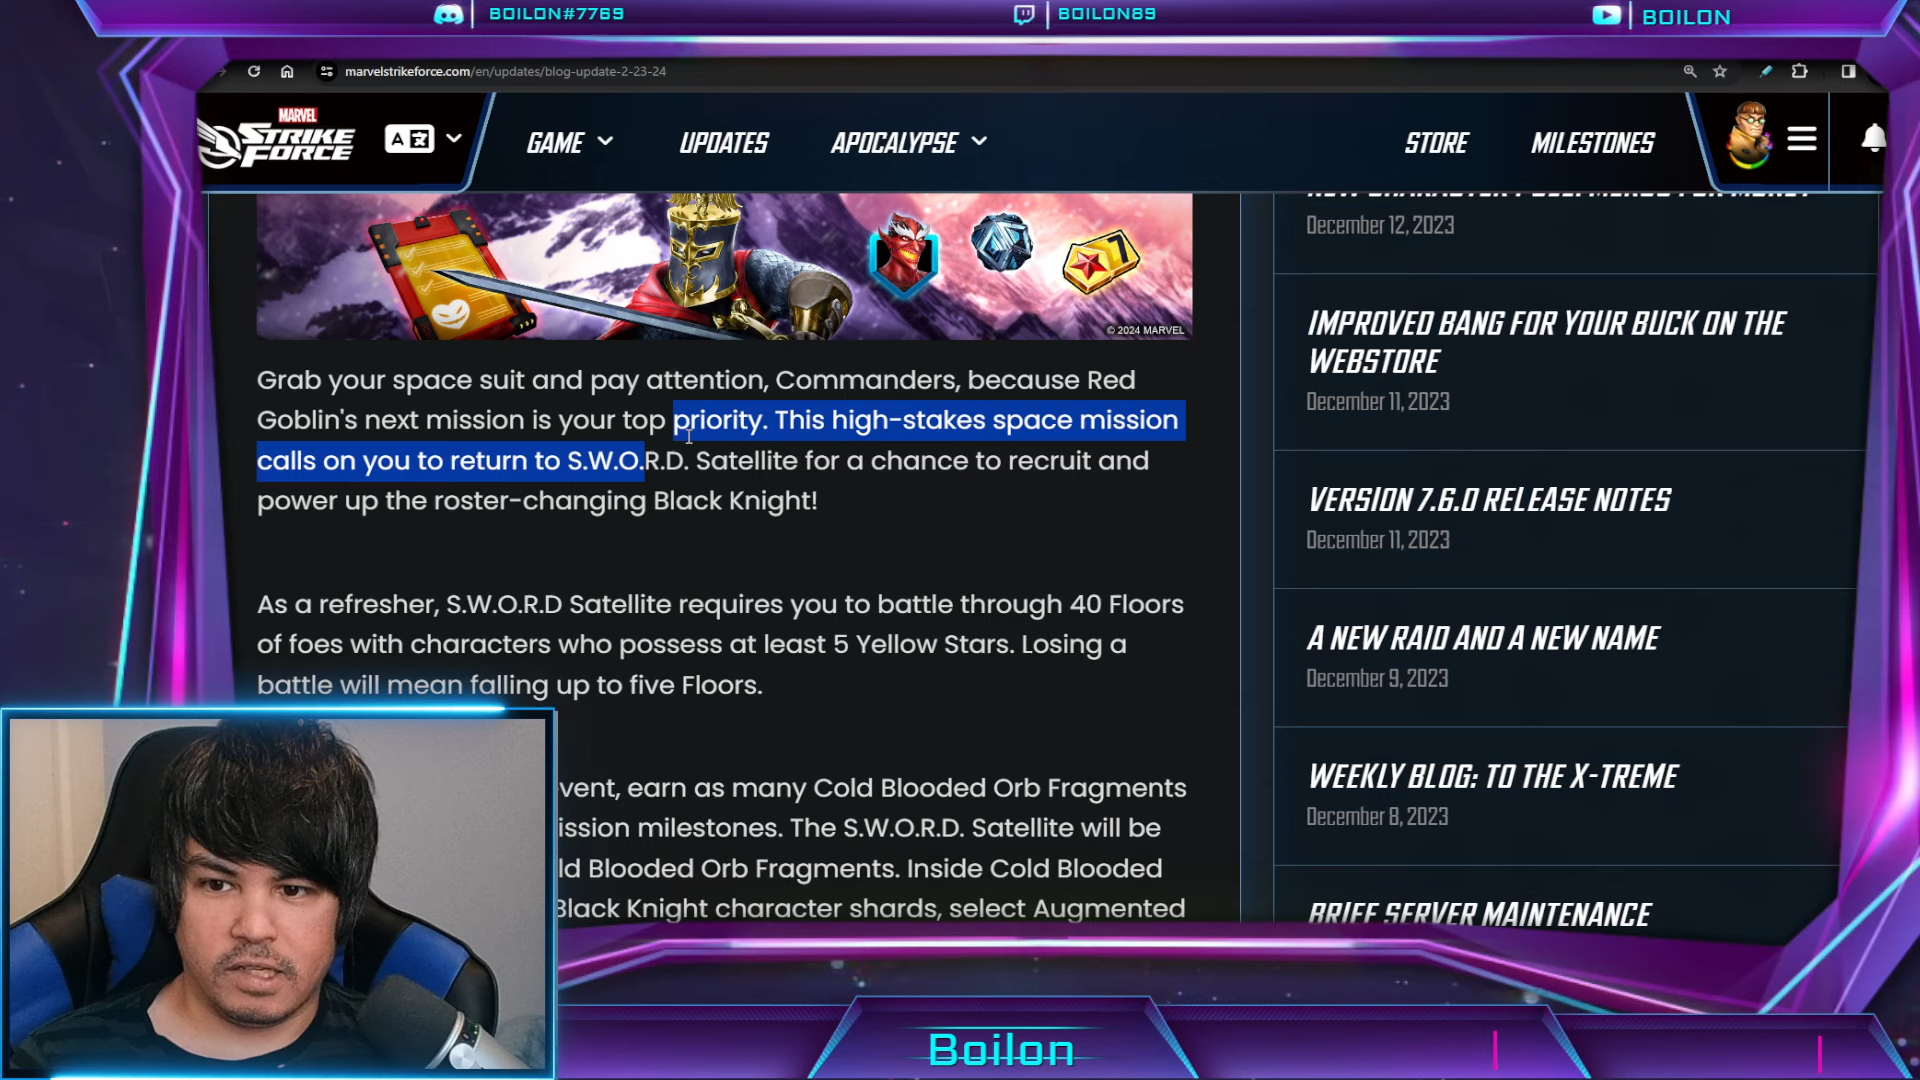 BOILON#7769
BOILON89
BOILON
marvelstrikeforce.com/en/updates/blog-update-2-23-24
MARVEL
STRIKE
FORCE
A
GAME
UPDATES
APOCALYPSE
STORE
MILESTONES
7
© 2024 MARVEL
Grab your space suit and pay attention, Commanders, because Red
Goblin's next mission is your top priority. This high-stakes space mission
calls on you to return to S.W.O.R.D. Satellite for a chance to recruit and
power up the roster-changing Black Knight!
As a refresher, S.W.O.R.D Satellite requires you to battle through 40 Floors
of foes with characters who possess at least 5 Yellow Stars. Losing a
battle will mean falling up to five Floors.
vent, earn as many Cold Blooded Orb Fragments
ission milestones. The S.W.O.R.D. Satellite will be
ld Blooded Orb Fragments. Inside Cold Blooded
Black Knight character shards, select Augmented
December 12, 2023
IMPROVED BANG FOR YOUR BUCK ON THE
WEBSTORE
December 11, 2023
VERSION 7.6.0 RELEASE NOTES
December 11, 2023
A NEW RAID AND A NEW NAME
December 9, 2023
WEEKLY BLOG: TO THE X-TREME
December 8, 2023
BRIEF SERVER MAINTENANCE
Boilon